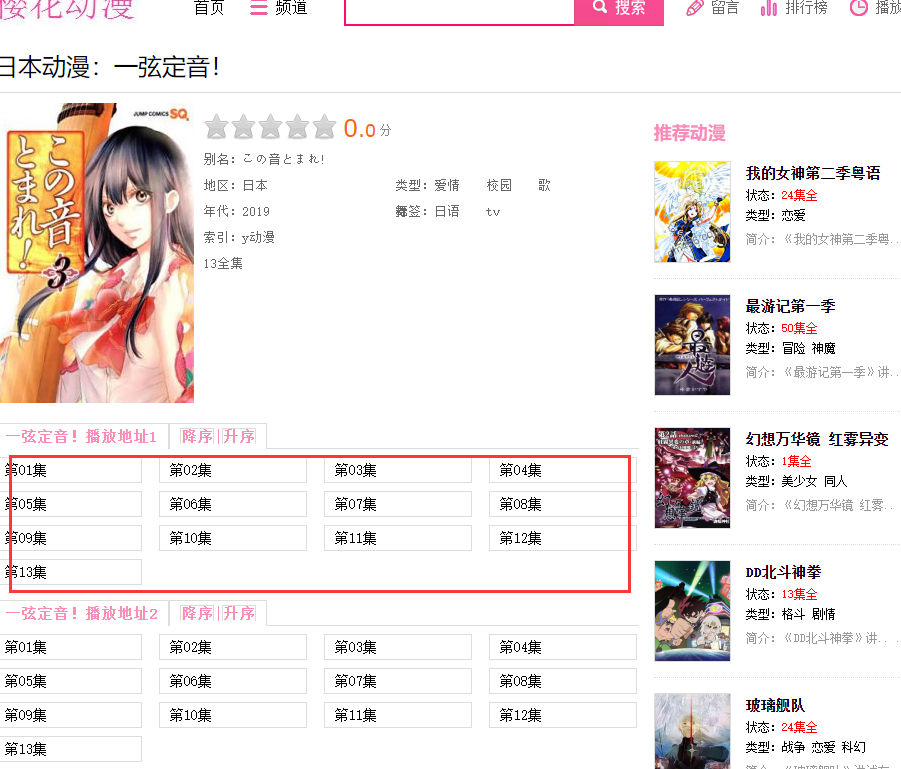 樱花动漫
首页
频道
搜索
留言
排行榜
播放
日本动漫：一弦定音！
JUMP COMICS SQ.
この音とまれ！
3
0.0分
别名：この音とまれ!
地区：日本
类型：爱情 校园 歌舞
年代：2019
标签：日语 tv
索引：y动漫
13全集
一弦定音！播放地址1
降序|升序
第01集 第02集 第03集 第04集
第05集 第06集 第07集 第08集
第09集 第10集 第11集 第12集
第13集
一弦定音！播放地址2
降序|升序
第01集 第02集 第03集 第04集
第05集 第06集 第07集 第08集
第09集 第10集 第11集 第12集
第13集
推荐动漫
我的女神第二季粤语
状态：24集全
类型：恋爱
简介：《我的女神第二季粤..
最游记第一季
状态：50集全
类型：冒险 神魔
简介：《最游记第一季》讲..
幻想万华镜 红雾异变
状态：1集全
类型：美少女 同人
简介：《幻想万华镜 红雾..
DD北斗神拳
状态：13集全
类型：格斗 剧情
简介：《DD北斗神拳》讲..
玻璃舰队
状态：24集全
类型：战争 恋爱 科幻